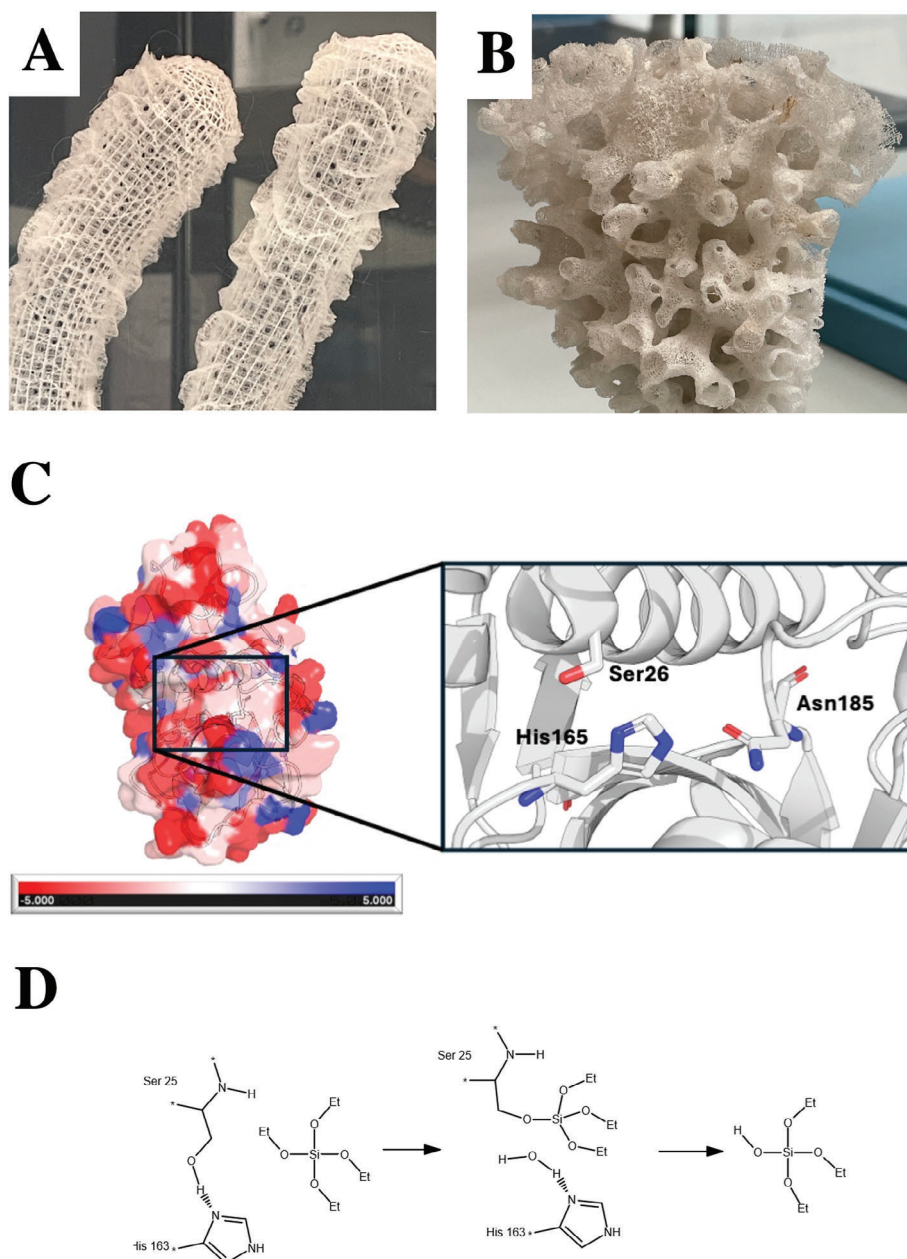 A
B
C
Ser26
Asn185
His165
-5.000 5.000
D
Ser 25
N H
O
H
N
NH
His 163
Et O Si O Et
O Et
O Et
Ser 25
N H
O Si O Et
O Et
O Et
H O H
N
NH
His 163
H O Si O Et
O Et
O Et